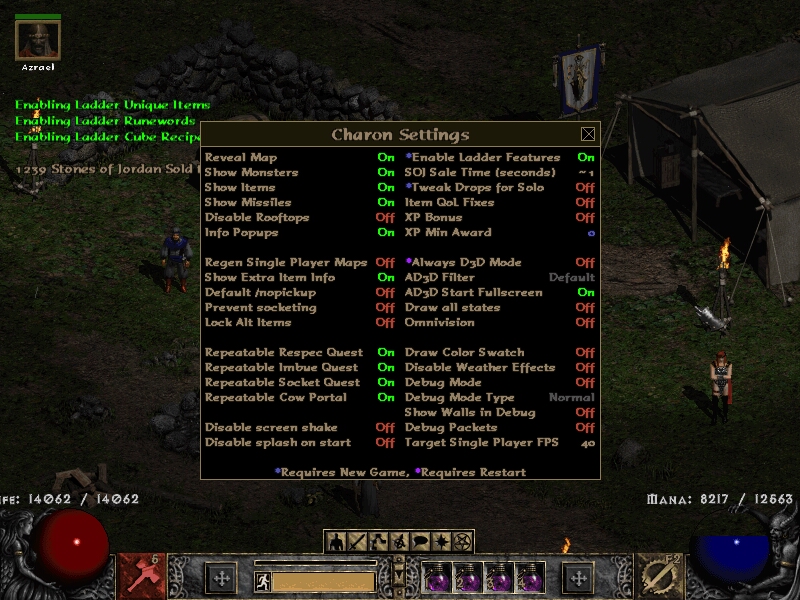 Azrael
Enabling Ladder Unique Items
Enabling Ladder Runewords
Enabling Ladder Cube Recipe
1239 Stones of Jordan Sold
Charon Settings
Reveal Map On *Enable Ladder Features On
Show Monsters On SOJ Sale Time (seconds) ~1
Show Items On *Tweak Drops for Solo Off
Show Missiles On Item QoL Fixes Off
Disable Rooftops Off XP Bonus Off
Info Popups On XP Min Award 0
Regen Single Player Maps Off *Always D3D Mode Off
Show Extra Item Info On AD3D Filter Default
Default /nopickup Off AD3D Start Fullscreen On
Prevent socketing Off Draw all states Off
Lock Alt Items Off Omnivision Off
Repeatable Respec Quest On Draw Color Swatch Off
Repeatable Imbue Quest On Disable Weather Effects Off
Repeatable Socket Quest On Debug Mode Off
Repeatable Cow Portal On Debug Mode Type Normal
Show Walls in Debug Off
Disable screen shake Off Debug Packets Off
Disable splash on start Off Target Single Player FPS 40
*Requires New Game, *Requires Restart
ife: 14062 / 14062
Mana: 8217 / 12563
6
F2